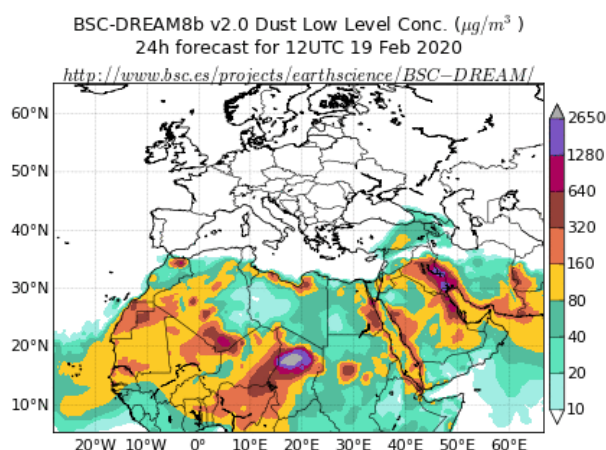 BSC-DREAM8b v2.0 Dust Low Level Conc. (μg/m³ )
24h forecast for 12UTC 19 Feb 2020
http://www.bsc.es/projects/earthscience/BSC−DREAM/
60°N
50°N
40°N
30°N
20°N
10°N
20°W 10°W 0° 10°E 20°E 30°E 40°E 50°E 60°E
2650
1280
640
320
160
80
40
20
10